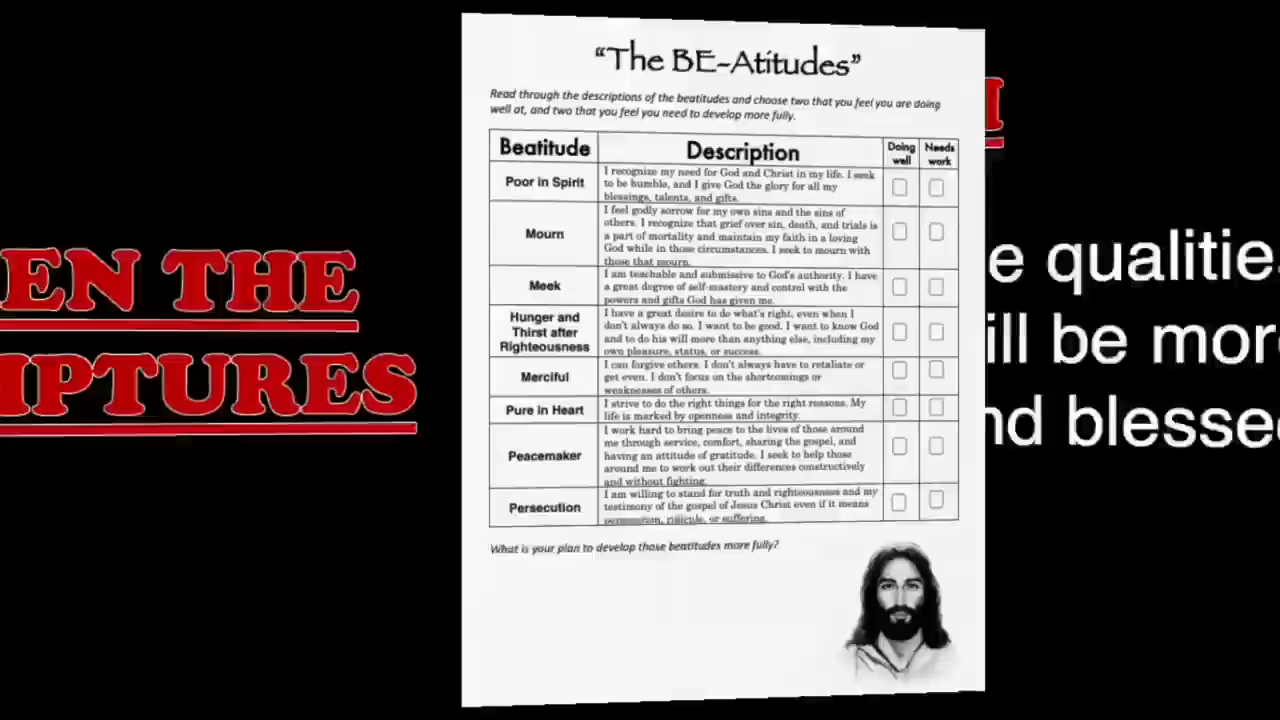 EN THE
IPTURES
"The BE-Atitudes"
Read through the descriptions of the beatitudes and choose two that you feel you are doing
well at, and two that you feel you need to develop more fully.
Beatitude Description Doing well Needs work
Poor in Spirit
I recognize my need for God and Christ in my life. I seek
to be humble, and I give God the glory for all my
blessings, talents, and gifts.
Mourn
I feel godly sorrow for my own sins and the sins of
others. I recognize that grief over sin, death, and trials is
a part of mortality and maintain my faith in a loving
God while in those circumstances. I seek to mourn with
those that mourn.
Meek
I am teachable and submissive to God's authority. I have
a great degree of self-mastery and control with the
powers and gifts God has given me.
Hunger and
Thirst after
Righteousness
I have a great desire to do what's right, even when I
don't always do so. I want to be good. I want to know God
and to do his will more than anything else, including my
own pleasure, status, or success.
Merciful
I can forgive others. I don't always have to retaliate or
get even. I don't focus on the shortcomings or
weaknesses of others.
Pure in Heart
I strive to do the right things for the right reasons. My
life is marked by openness and integrity.
Peacemaker
I work hard to bring peace to the lives of those around
me through service, comfort, sharing the gospel, and
having an attitude of gratitude. I seek to help those
around me to work out their differences constructively
and without fighting.
Persecution
I am willing to stand for truth and righteousness and my
testimony of the gospel of Jesus Christ even if it means
persecution, ridicule, or suffering.
What is your plan to develop those beatitudes more fully?
e qualitie
ill be mor
nd blesse